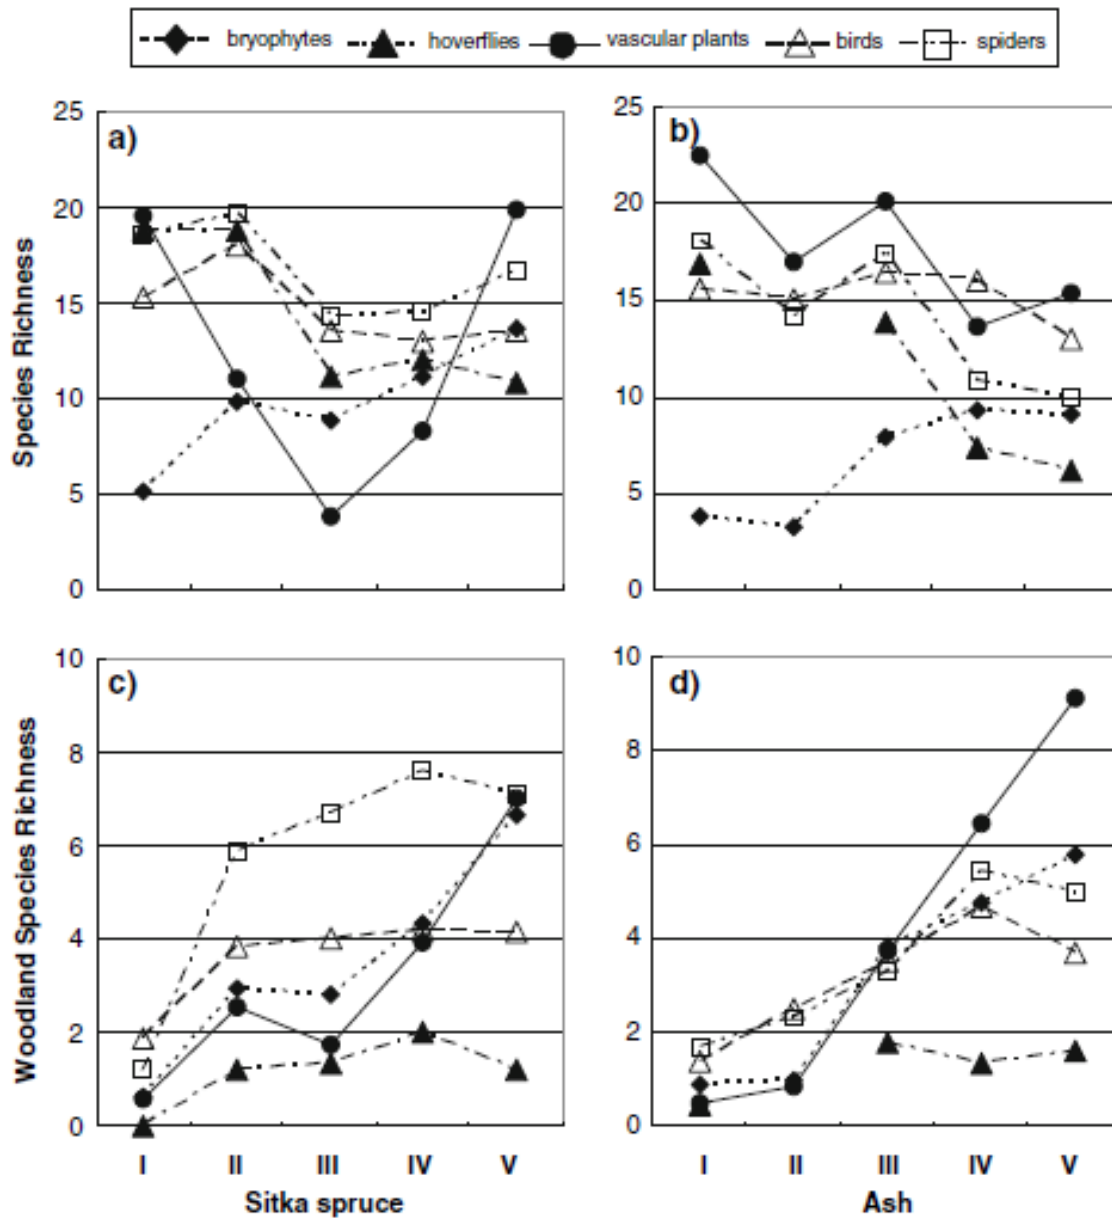 bryophytes hoverflies vascular plants birds spiders
a)
25
20
15
10
5
0
Species Richness
b)
25
20
15
10
5
0
c)
10
8
6
4
2
0
Woodland Species Richness
I II III IV V
Sitka spruce
d)
10
8
6
4
2
0
I II III IV V
Ash